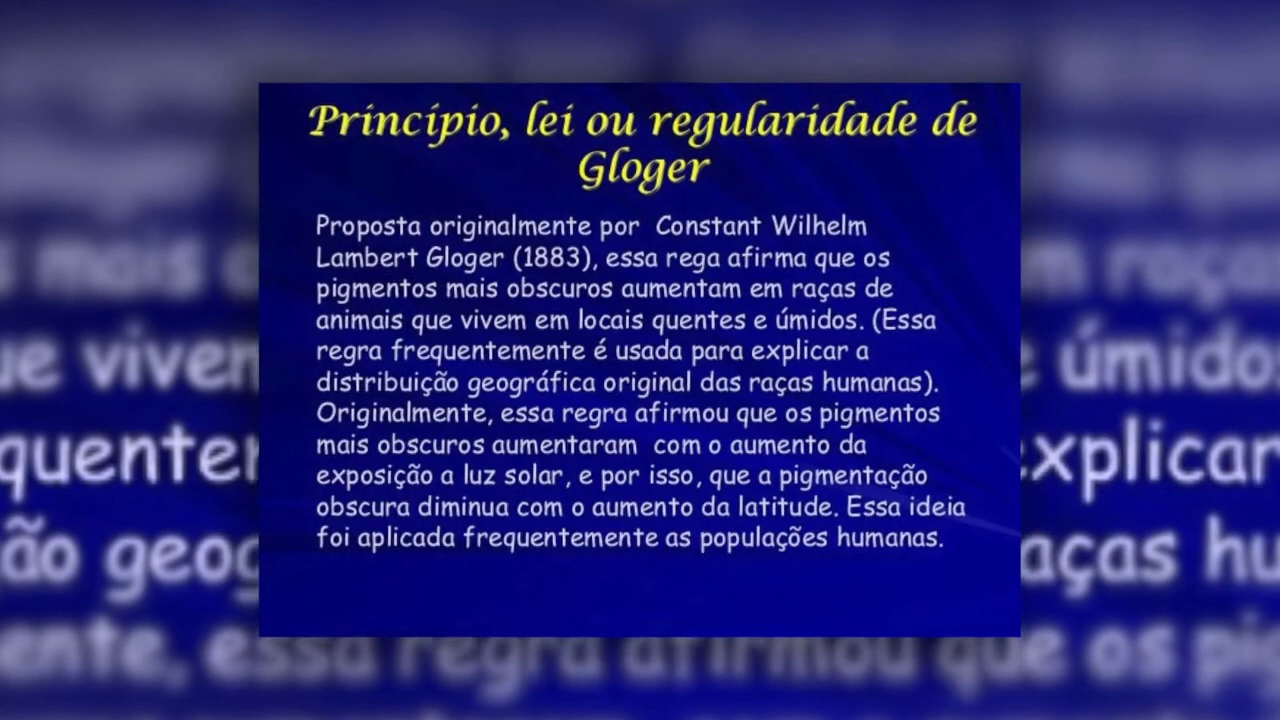 Princípio, lei ou regularidade de
Gloger
Proposta originalmente por Constant Wilhelm
Lambert Gloger (1883), essa rega afirma que os
pigmentos mais obscuros aumentam em raças de
animais que vivem em locais quentes e úmidos. (Essa
regra frequentemente é usada para explicar a
distribuição geográfica original das raças humanas).
Originalmente, essa regra afirmou que os pigmentos
mais obscuros aumentaram com o aumento da
exposição a luz solar, e por isso, que a pigmentação
obscura diminua com o aumento da latitude. Essa ideia
foi aplicada frequentemente as populações humanas.